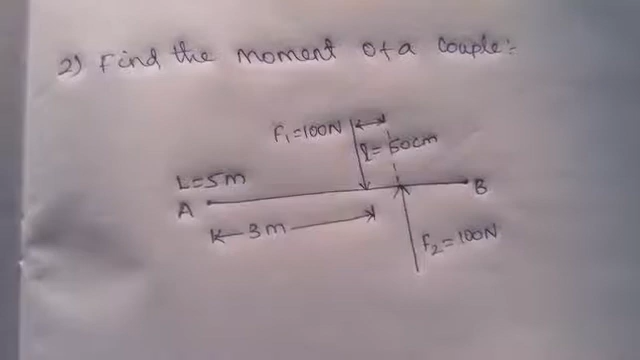 2) Find the moment of a couple:-
F₁=100N
l=50cm
L=5m
A
B
3m
F₂=100N